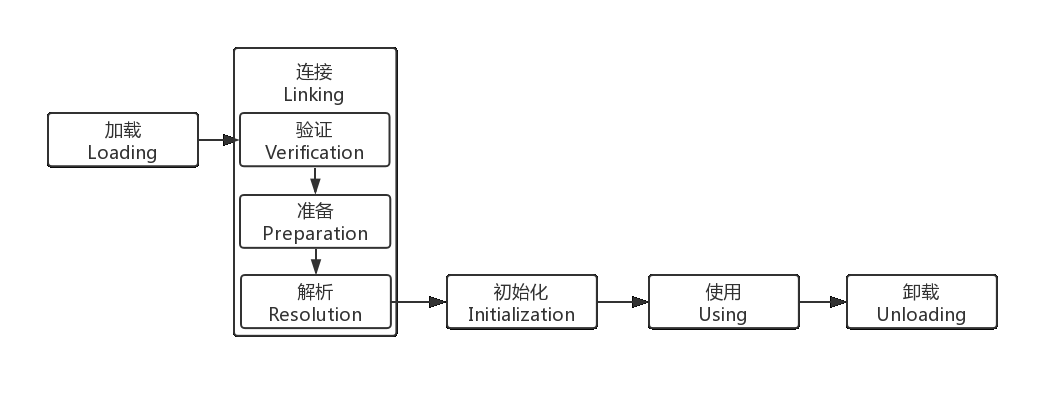 连接
Linking
加载
Loading
验证
Verification
准备
Preparation
解析
Resolution
初始化
Initialization
使用
Using
卸载
Unloading